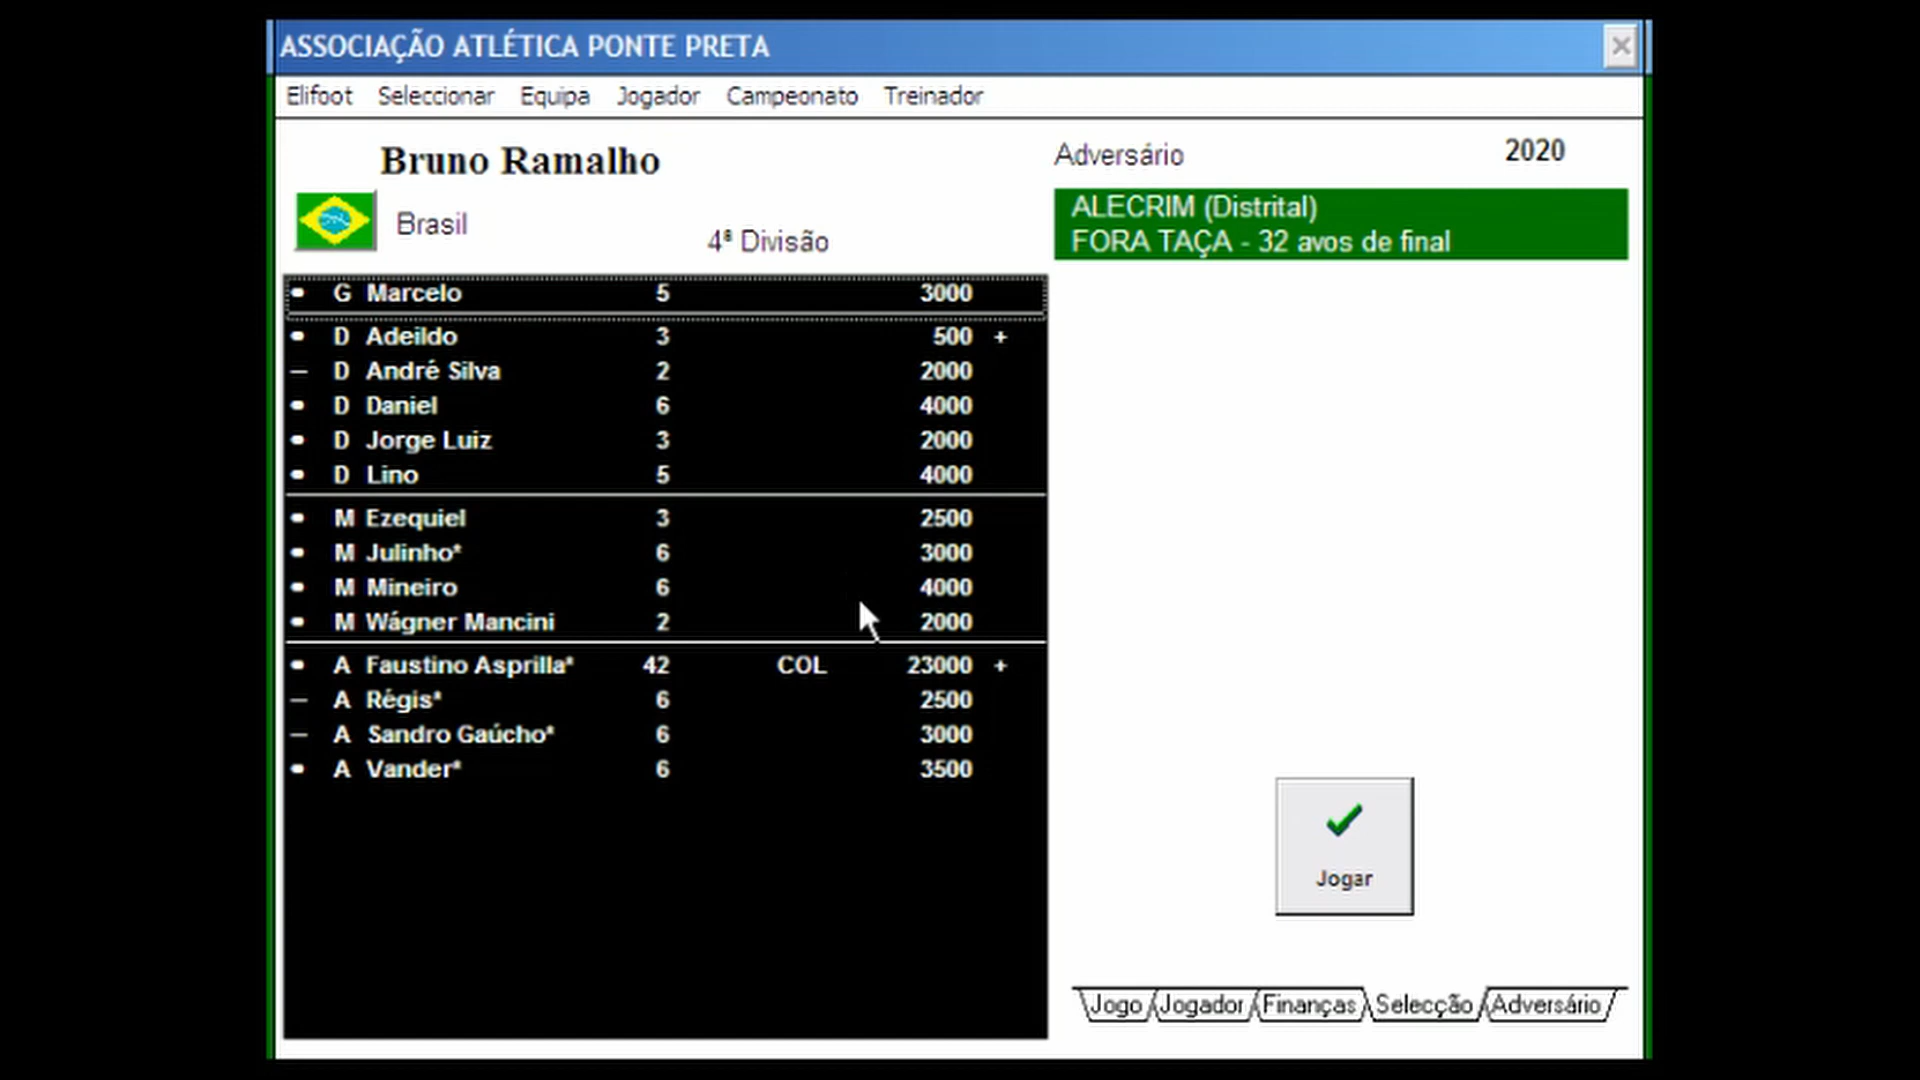 ASSOCIAÇÃO ATLÉTICA PONTE PRETA
Elifoot Seleccionar Equipa Jogador Campeonato Treinador
Bruno Ramalho
Brasil
4ª Divisão
Adversário 2020
ALECRIM (Distrital)
FORA TAÇA - 32 avos de final
G Marcelo 5 3000
D Adeildo 3 500 +
D André Silva 2 2000
D Daniel 6 4000
D Jorge Luiz 3 2000
D Lino 5 4000
M Ezequiel 3 2500
M Julinho* 6 3000
M Mineiro 6 4000
M Wágner Mancini 2 2000
A Faustino Asprilla* 42 COL 23000 +
A Régis* 6 2500
A Sandro Gaúcho* 6 3000
A Vander* 6 3500
Jogar
Jogo Jogador Finanças Selecção Adversário